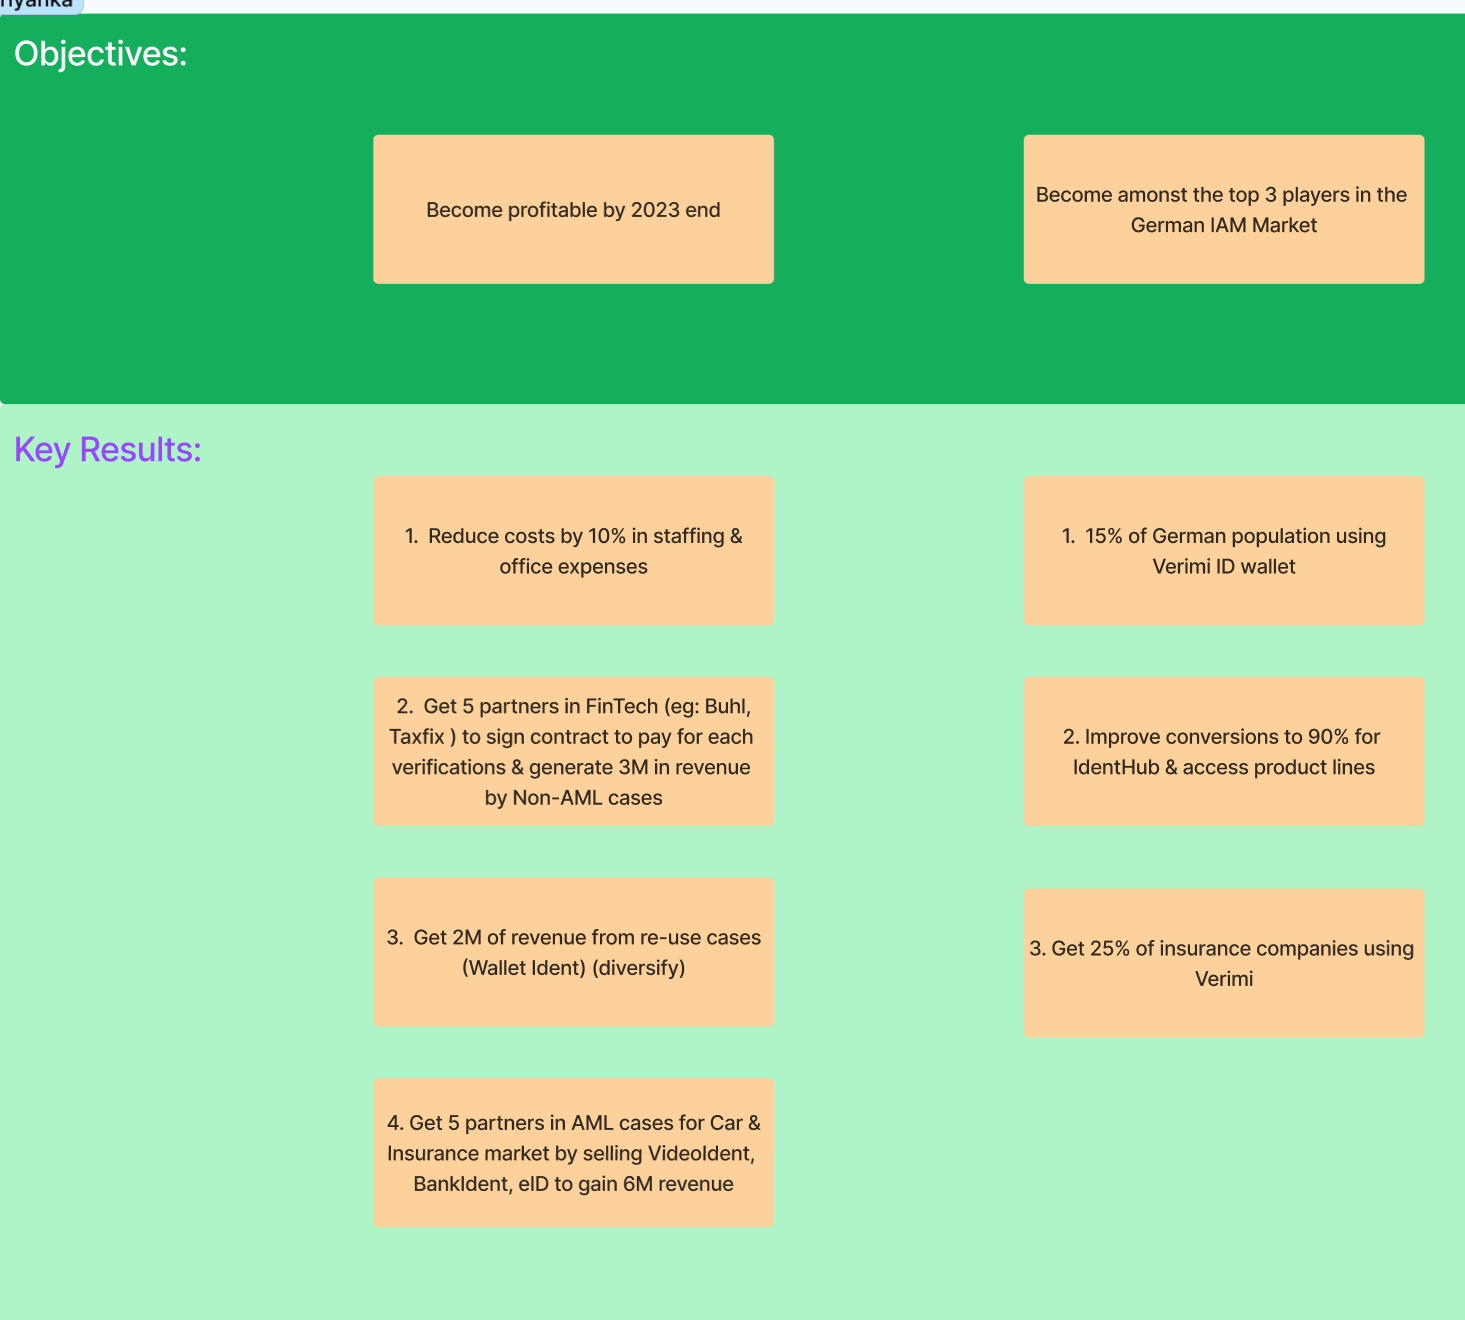 Objectives:
Become profitable by 2023 end
Become amonst the top 3 players in the
German IAM Market
Key Results:
1. Reduce costs by 10% in staffing &
office expenses
2. Get 5 partners in FinTech (eg: Buhl,
Taxfix ) to sign contract to pay for each
verifications & generate 3M in revenue
by Non-AML cases
3. Get 2M of revenue from re-use cases
(Wallet Ident) (diversify)
4. Get 5 partners in AML cases for Car &
Insurance market by selling VideoIdent,
BankIdent, eID to gain 6M revenue
1. 15% of German population using
Verimi ID wallet
2. Improve conversions to 90% for
IdentHub & access product lines
3. Get 25% of insurance companies using
Verimi